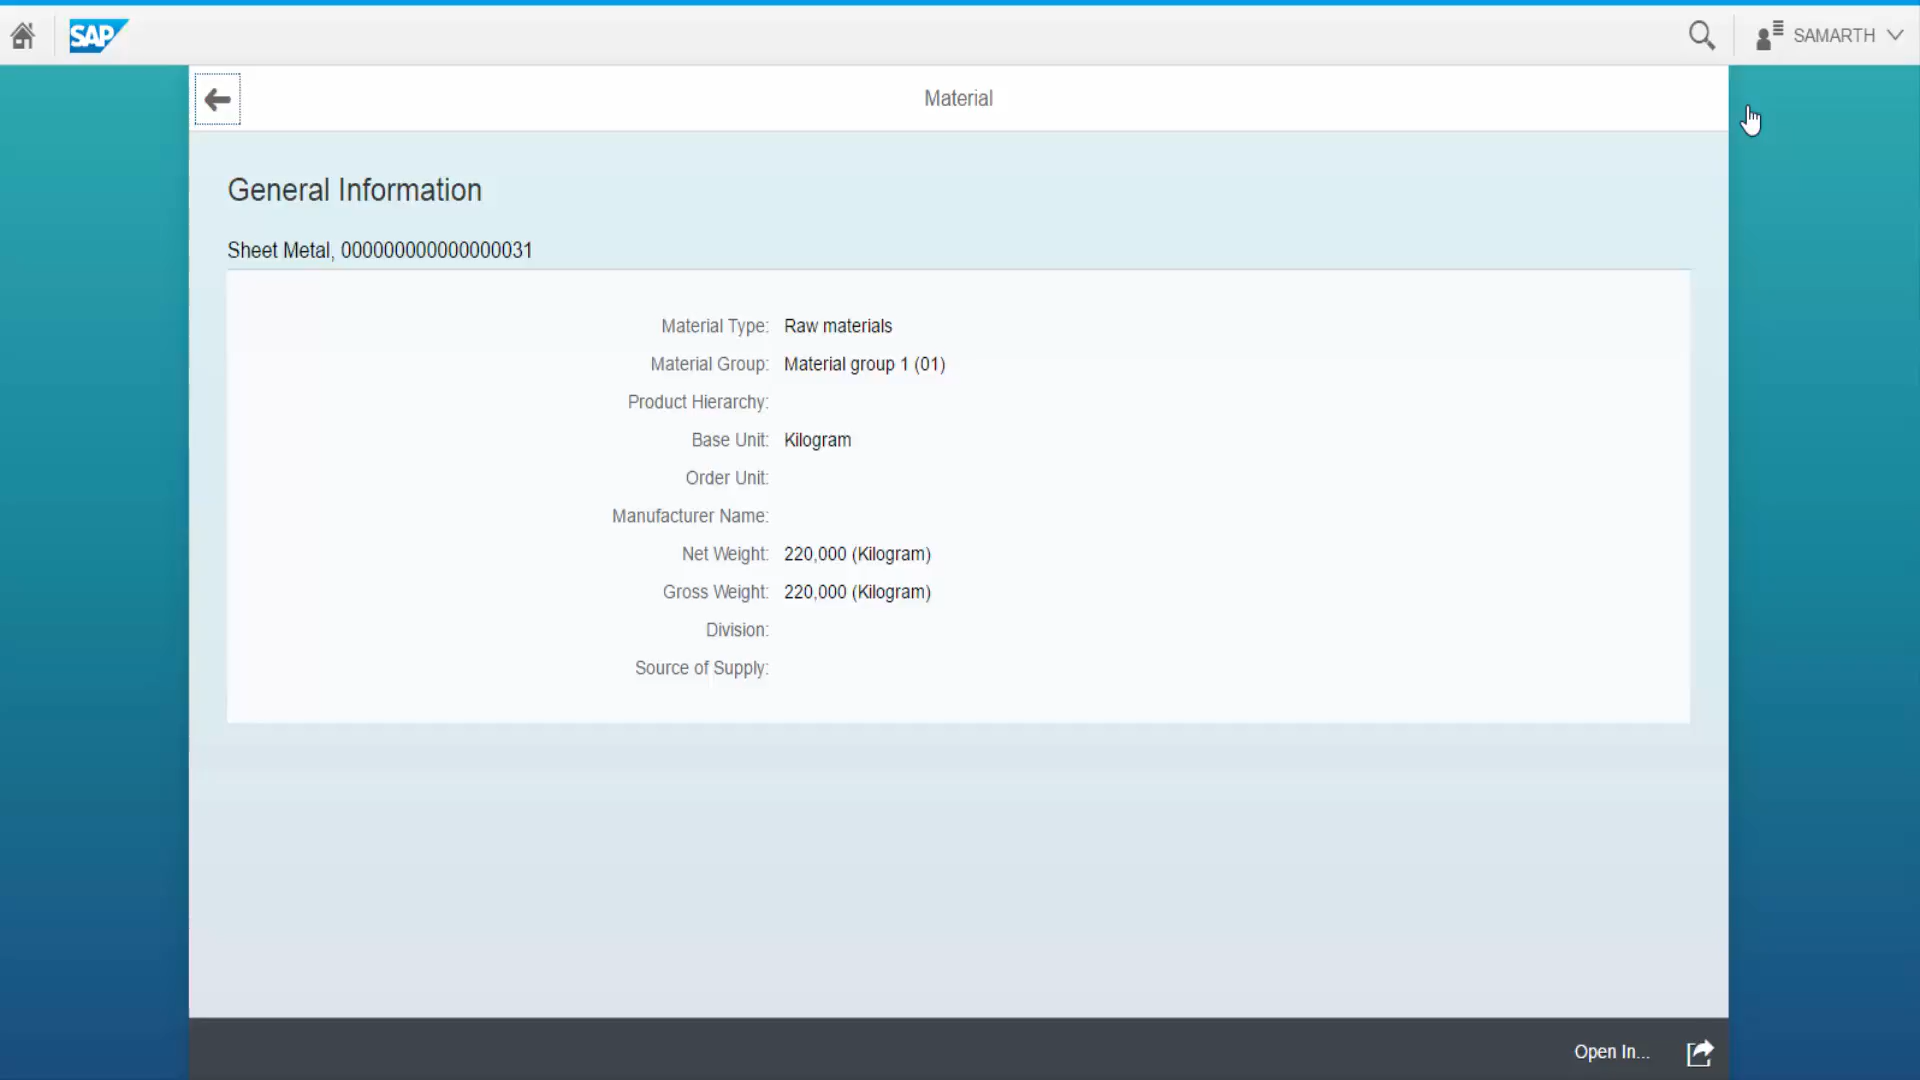 SAP
SAMARTH
Material
General Information
Sheet Metal, 000000000000000031
Material Type: Raw materials
Material Group: Material group 1 (01)
Product Hierarchy:
Base Unit: Kilogram
Order Unit:
Manufacturer Name:
Net Weight: 220,000 (Kilogram)
Gross Weight: 220,000 (Kilogram)
Division:
Source of Supply:
Open In...